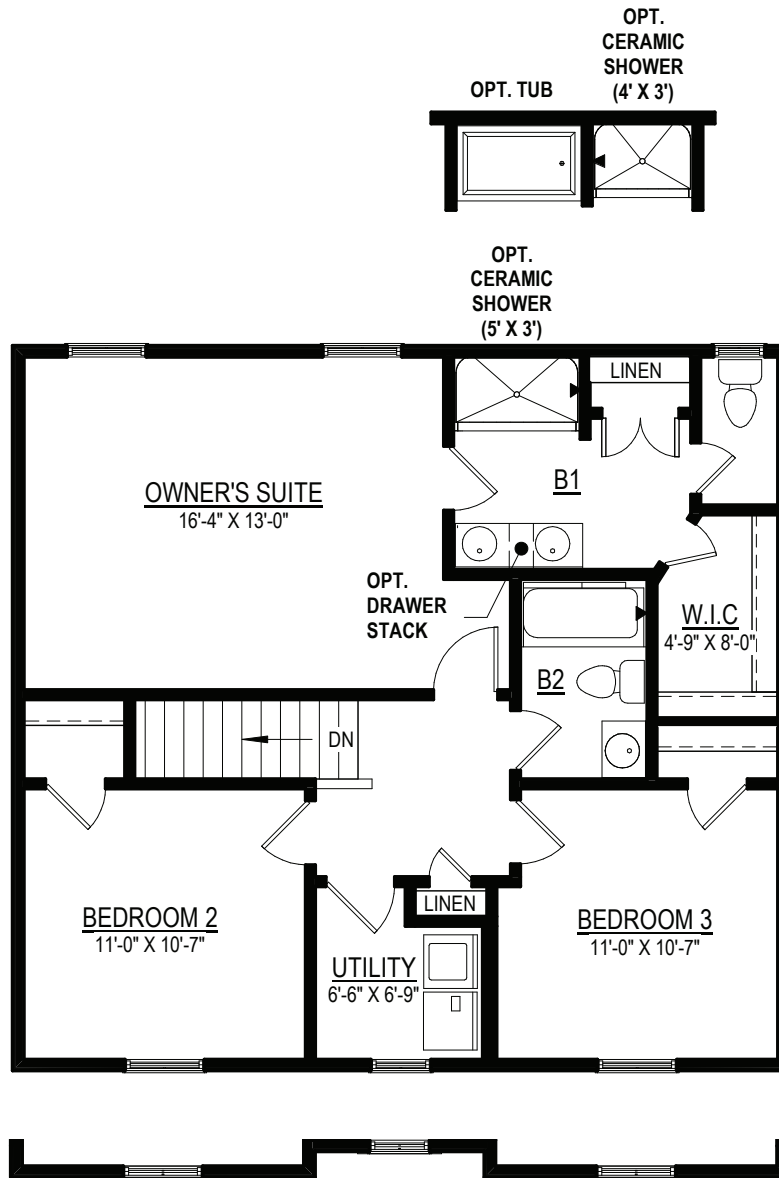 OPT.
CERAMIC
SHOWER
(4' X 3')
OPT. TUB
OPT.
CERAMIC
SHOWER
(5' X 3')
LINEN
OWNER'S SUITE
16'-4" X 13'-0"
B1
OPT.
DRAWER
STACK
W.I.C
4'-9" X 8'-0"
B2
DN
BEDROOM 2
11'-0" X 10'-7"
LINEN
BEDROOM 3
11'-0" X 10'-7"
UTILITY
6'-6" X 6'-9"